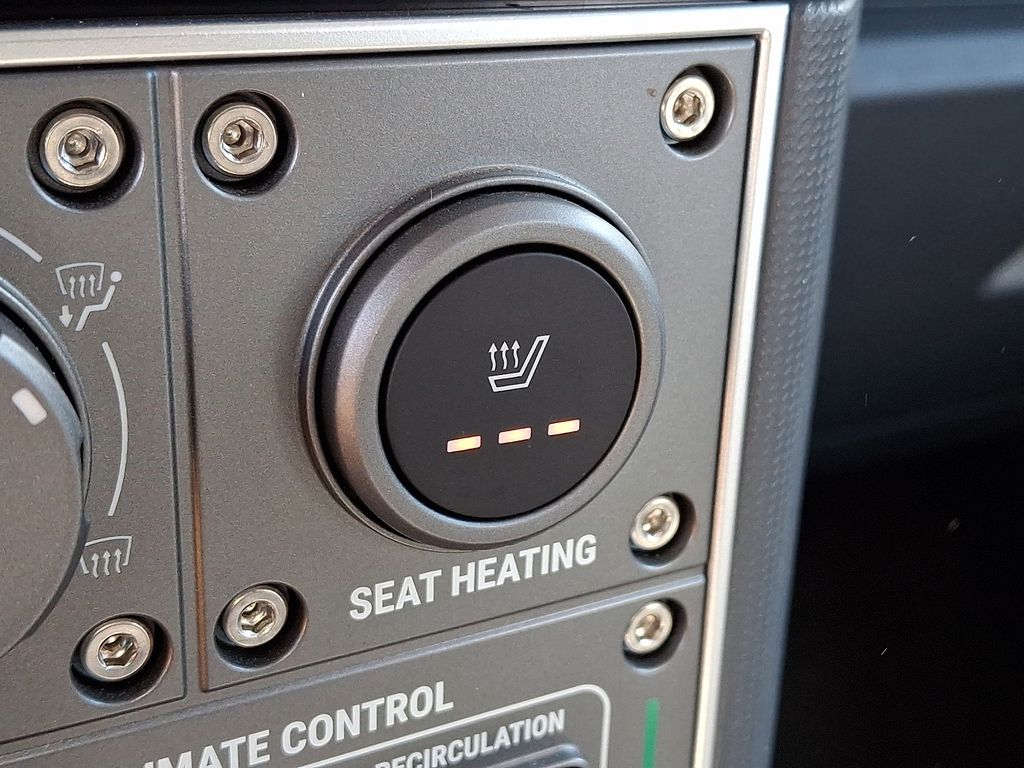 SEAT HEATING
IMATE CONTROL
RECIRCULATION